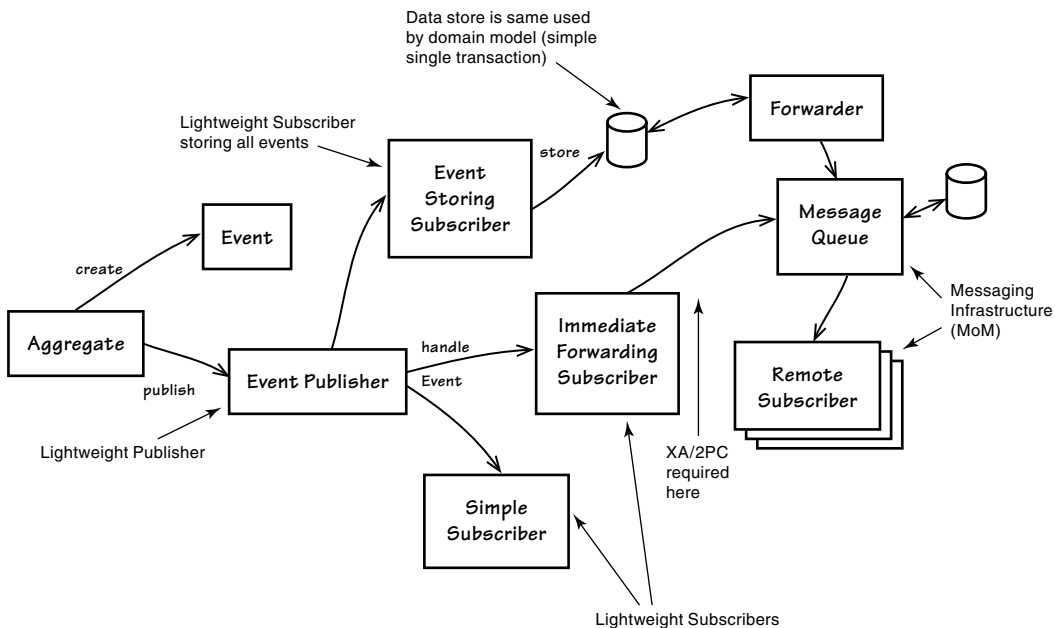 Data store is same used
by domain model (simple
single transaction)
Forwarder
Lightweight Subscriber
storing all events
store
Event
Storing
Subscriber
Message
Queue
Event
create
Messaging
Infrastructure
(MoM)
Aggregate
Immediate
Forwarding
Subscriber
handle
Event
publish
Event Publisher
Remote
Subscriber
Lightweight Publisher
XA/2PC
required
here
Simple
Subscriber
Lightweight Subscribers